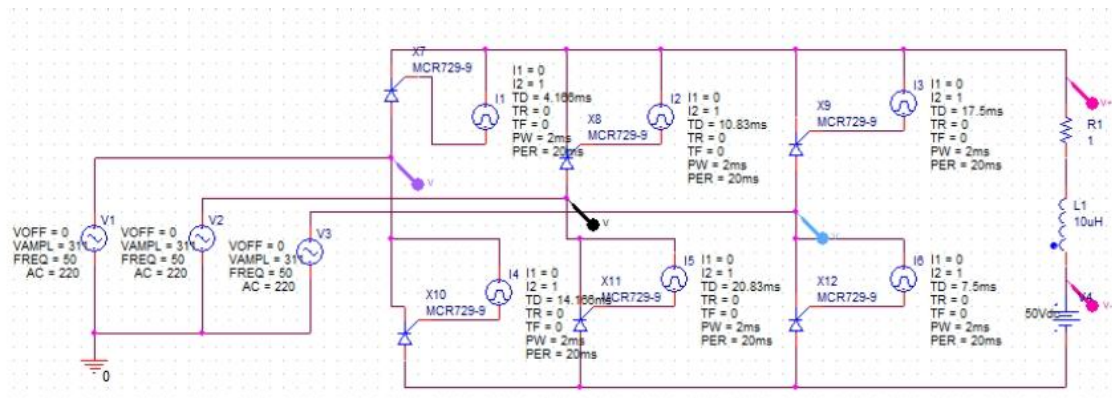 X7
MCR729-9
I1
I1 = 0
I2 = 1
TD = 4.166ms
TR = 0
TF = 0
PW = 2ms
PER = 20ms
X8
MCR729-9
I2
I1 = 0
I2 = 1
TD = 10.83ms
TR = 0
TF = 0
PW = 2ms
PER = 20ms
X9
MCR729-9
I3
I1 = 0
I2 = 1
TD = 17.5ms
TR = 0
TF = 0
PW = 2ms
PER = 20ms
V+
R1
1
V
V
V
V1
VOFF = 0
VAMPL = 311
FREQ = 50
AC = 220
V2
VOFF = 0
VAMPL = 311
FREQ = 50
AC = 220
V3
VOFF = 0
VAMPL = 311
FREQ = 50
AC = 220
L1
10uH
X10
MCR729-9
I4
I1 = 0
I2 = 1
TD = 14.166ms
TR = 0
TF = 0
PW = 2ms
PER = 20ms
X11
MCR729-9
I5
I1 = 0
I2 = 1
TD = 20.83ms
TR = 0
TF = 0
PW = 2ms
PER = 20ms
X12
MCR729-9
I6
I1 = 0
I2 = 1
TD = 7.5ms
TR = 0
TF = 0
PW = 2ms
PER = 20ms
V4
V-
50Vdc
0